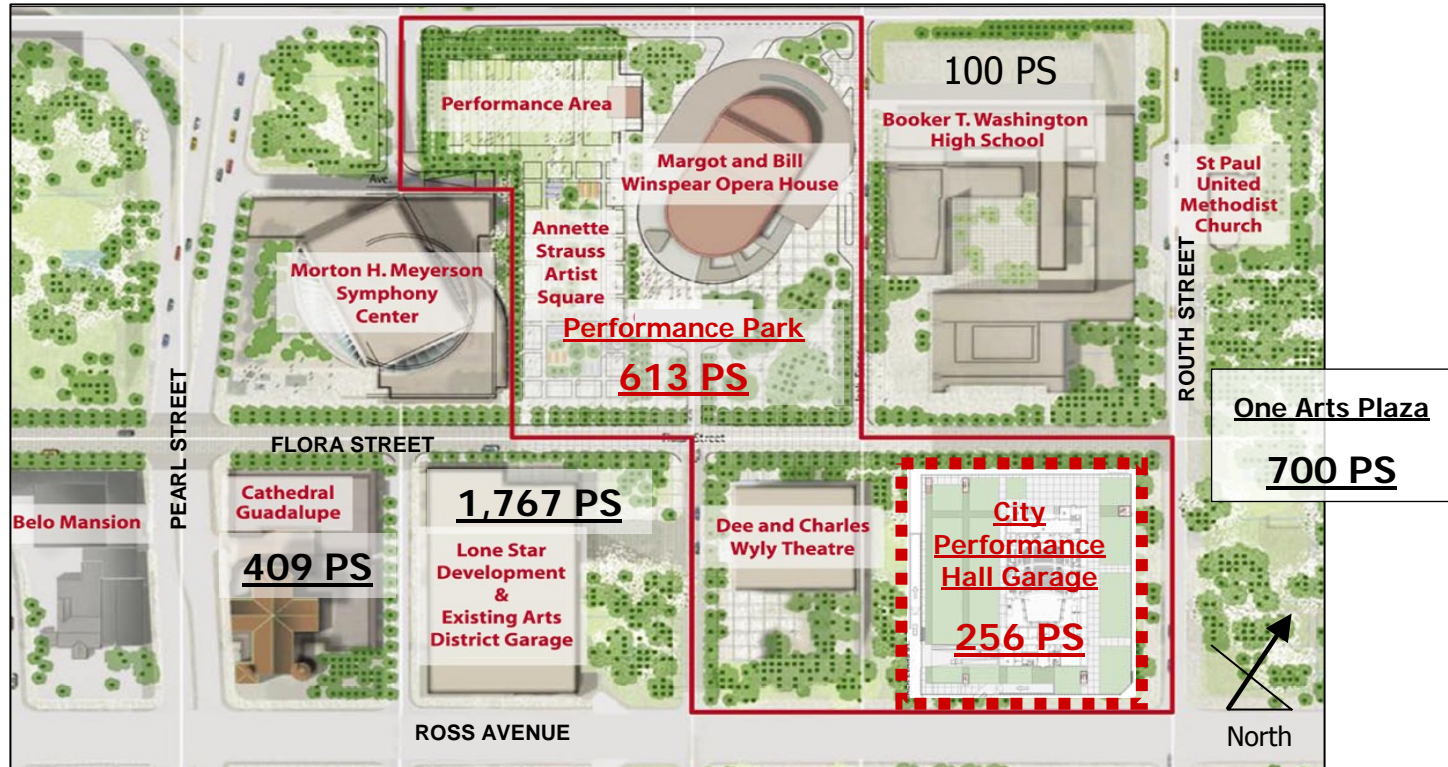 Performance Area
100 PS
Booker T. Washington
High School
Margot and Bill
Winspear Opera House
St Paul
United
Methodist
Church
Ave.
Annette
Strauss
Artist
Square
Morton H. Meyerson
Symphony
Center
Performance Park
613 PS
ROUTH STREET
One Arts Plaza
700 PS
PEARL STREET
FLORA STREET
Street
Belo Mansion
Cathedral
Guadalupe
409 PS
1,767 PS
Lone Star
Development
&
Existing Arts
District Garage
Dee and Charles
Wyly Theatre
City
Performance
Hall Garage
256 PS
ROSS AVENUE
North